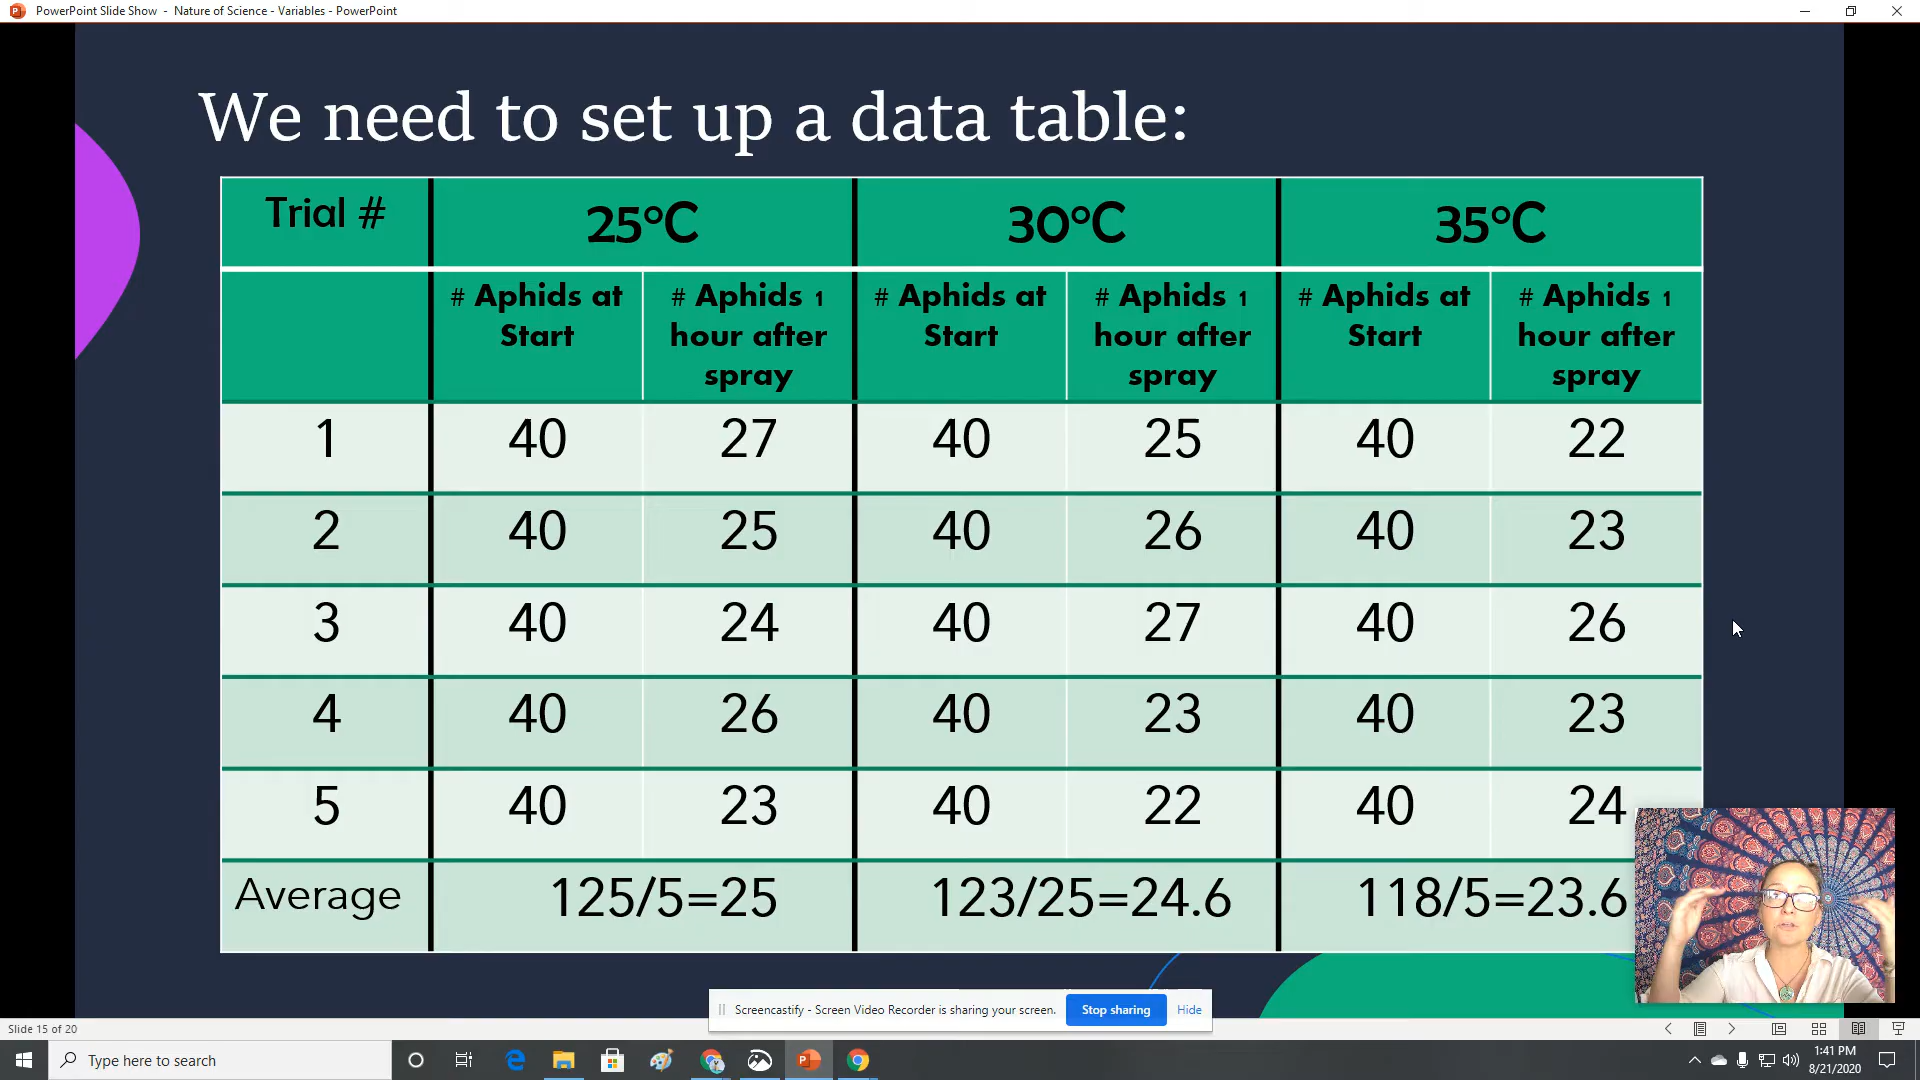 PowerPoint Slide Show - Nature of Science - Variables - PowerPoint
We need to set up a data table:
Trial # 25°C 30°C 35°C
# Aphids at Start # Aphids 1 hour after spray # Aphids at Start # Aphids 1 hour after spray # Aphids at Start # Aphids 1 hour after spray
1 40 27 40 25 40 22
2 40 25 40 26 40 23
3 40 24 40 27 40 26
4 40 26 40 23 40 23
5 40 23 40 22 40 24
Average 125/5=25 123/25=24.6 118/5=23.6
Screencastify - Screen Video Recorder is sharing your screen. Stop sharing Hide
Slide 15 of 20
Type here to search
1:41 PM
8/21/2020